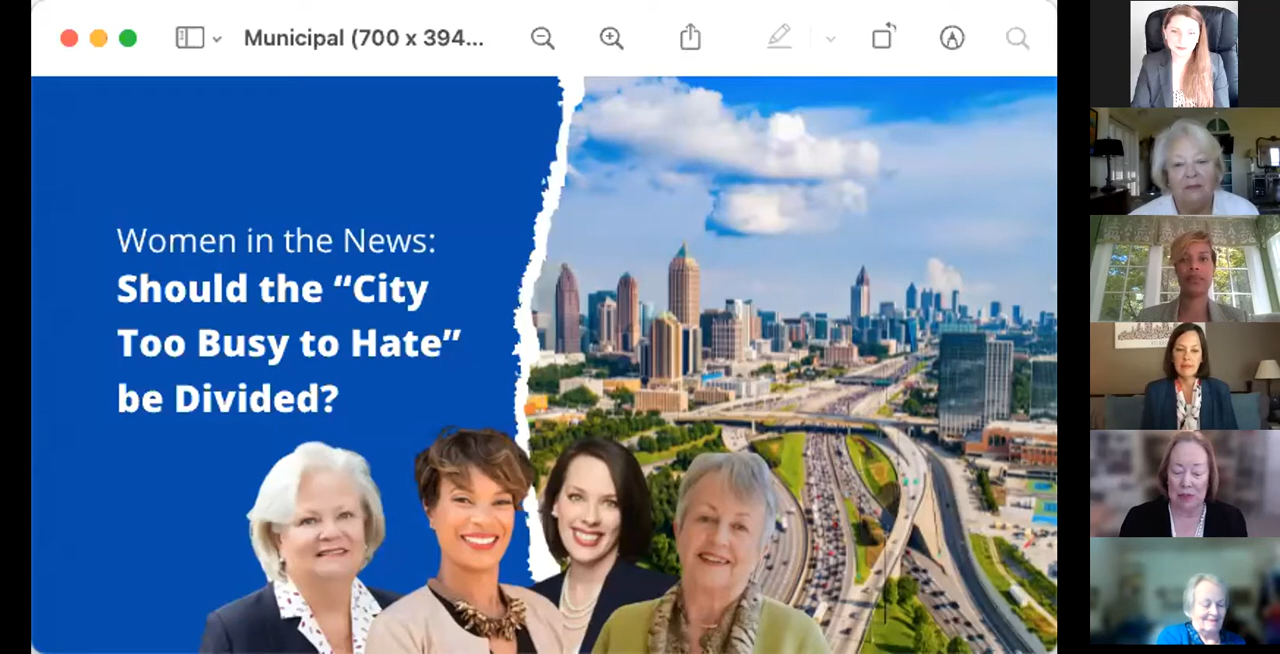 Municipal (700 x 394...
Women in the News:
Should the “City
Too Busy to Hate”
be Divided?